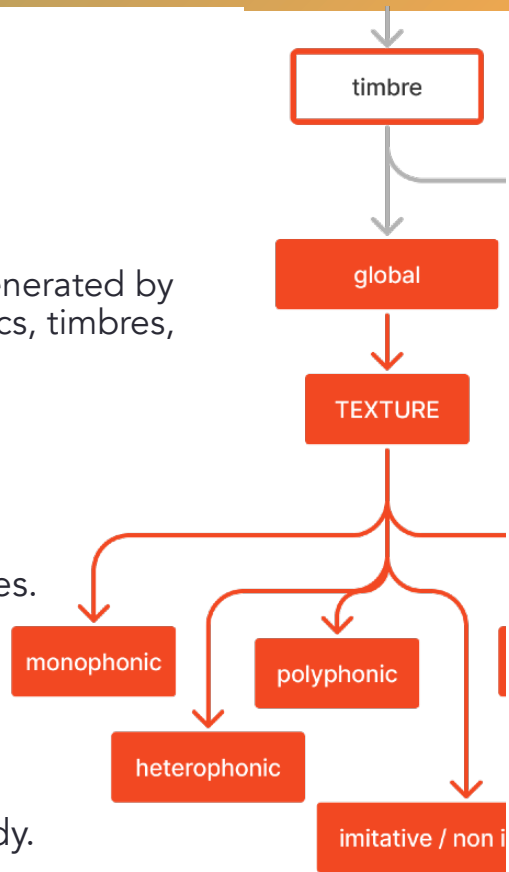 timbre
global
enerated by
cs, timbres,
TEXTURE
es.
monophonic
polyphonic
heterophonic
dy.
imitative / non i